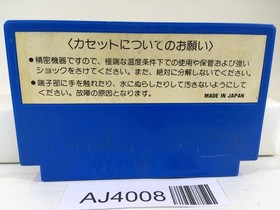 〈カセットについてのお願い〉
●精密機器ですので、極端な温度条件下での使用や保管および強い
ショックをさけてください。また、絶対に分解しないでください。
●端子部に手を触れたり、水にぬらしたりして汚さないようにして
ください。故障の原因となります。
MADE IN JAPAN
AJ4008